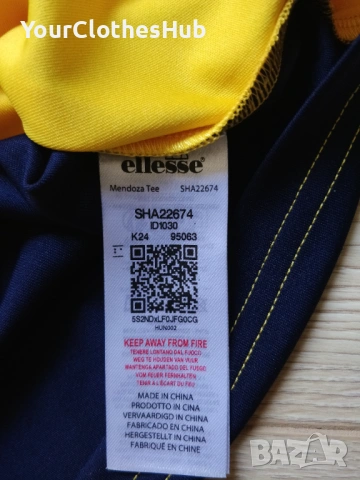 YourClothesHub
ellesse
Mendoza Tee SHA22674
SHA22674
ID1030
K24 95063
5S2NDxLF0JFG0CG
HUN002
KEEP AWAY FROM FIRE
TENERE LONTANO DAL FUOCO
WEG TE HOUDEN VAN VUUR
MANTENGA APARTADO DEL FUEGO
VOM FEUER FERNHALTEN
TENIR À L'ÉCART DU FEU
MADE IN CHINA
PRODOTTO IN CINA
VERVAARDIGD IN CHINA
FABRICADO EN CHINA
HERGESTELLT IN CHINA
FABRIQUÉ EN CHINE
BAZAR